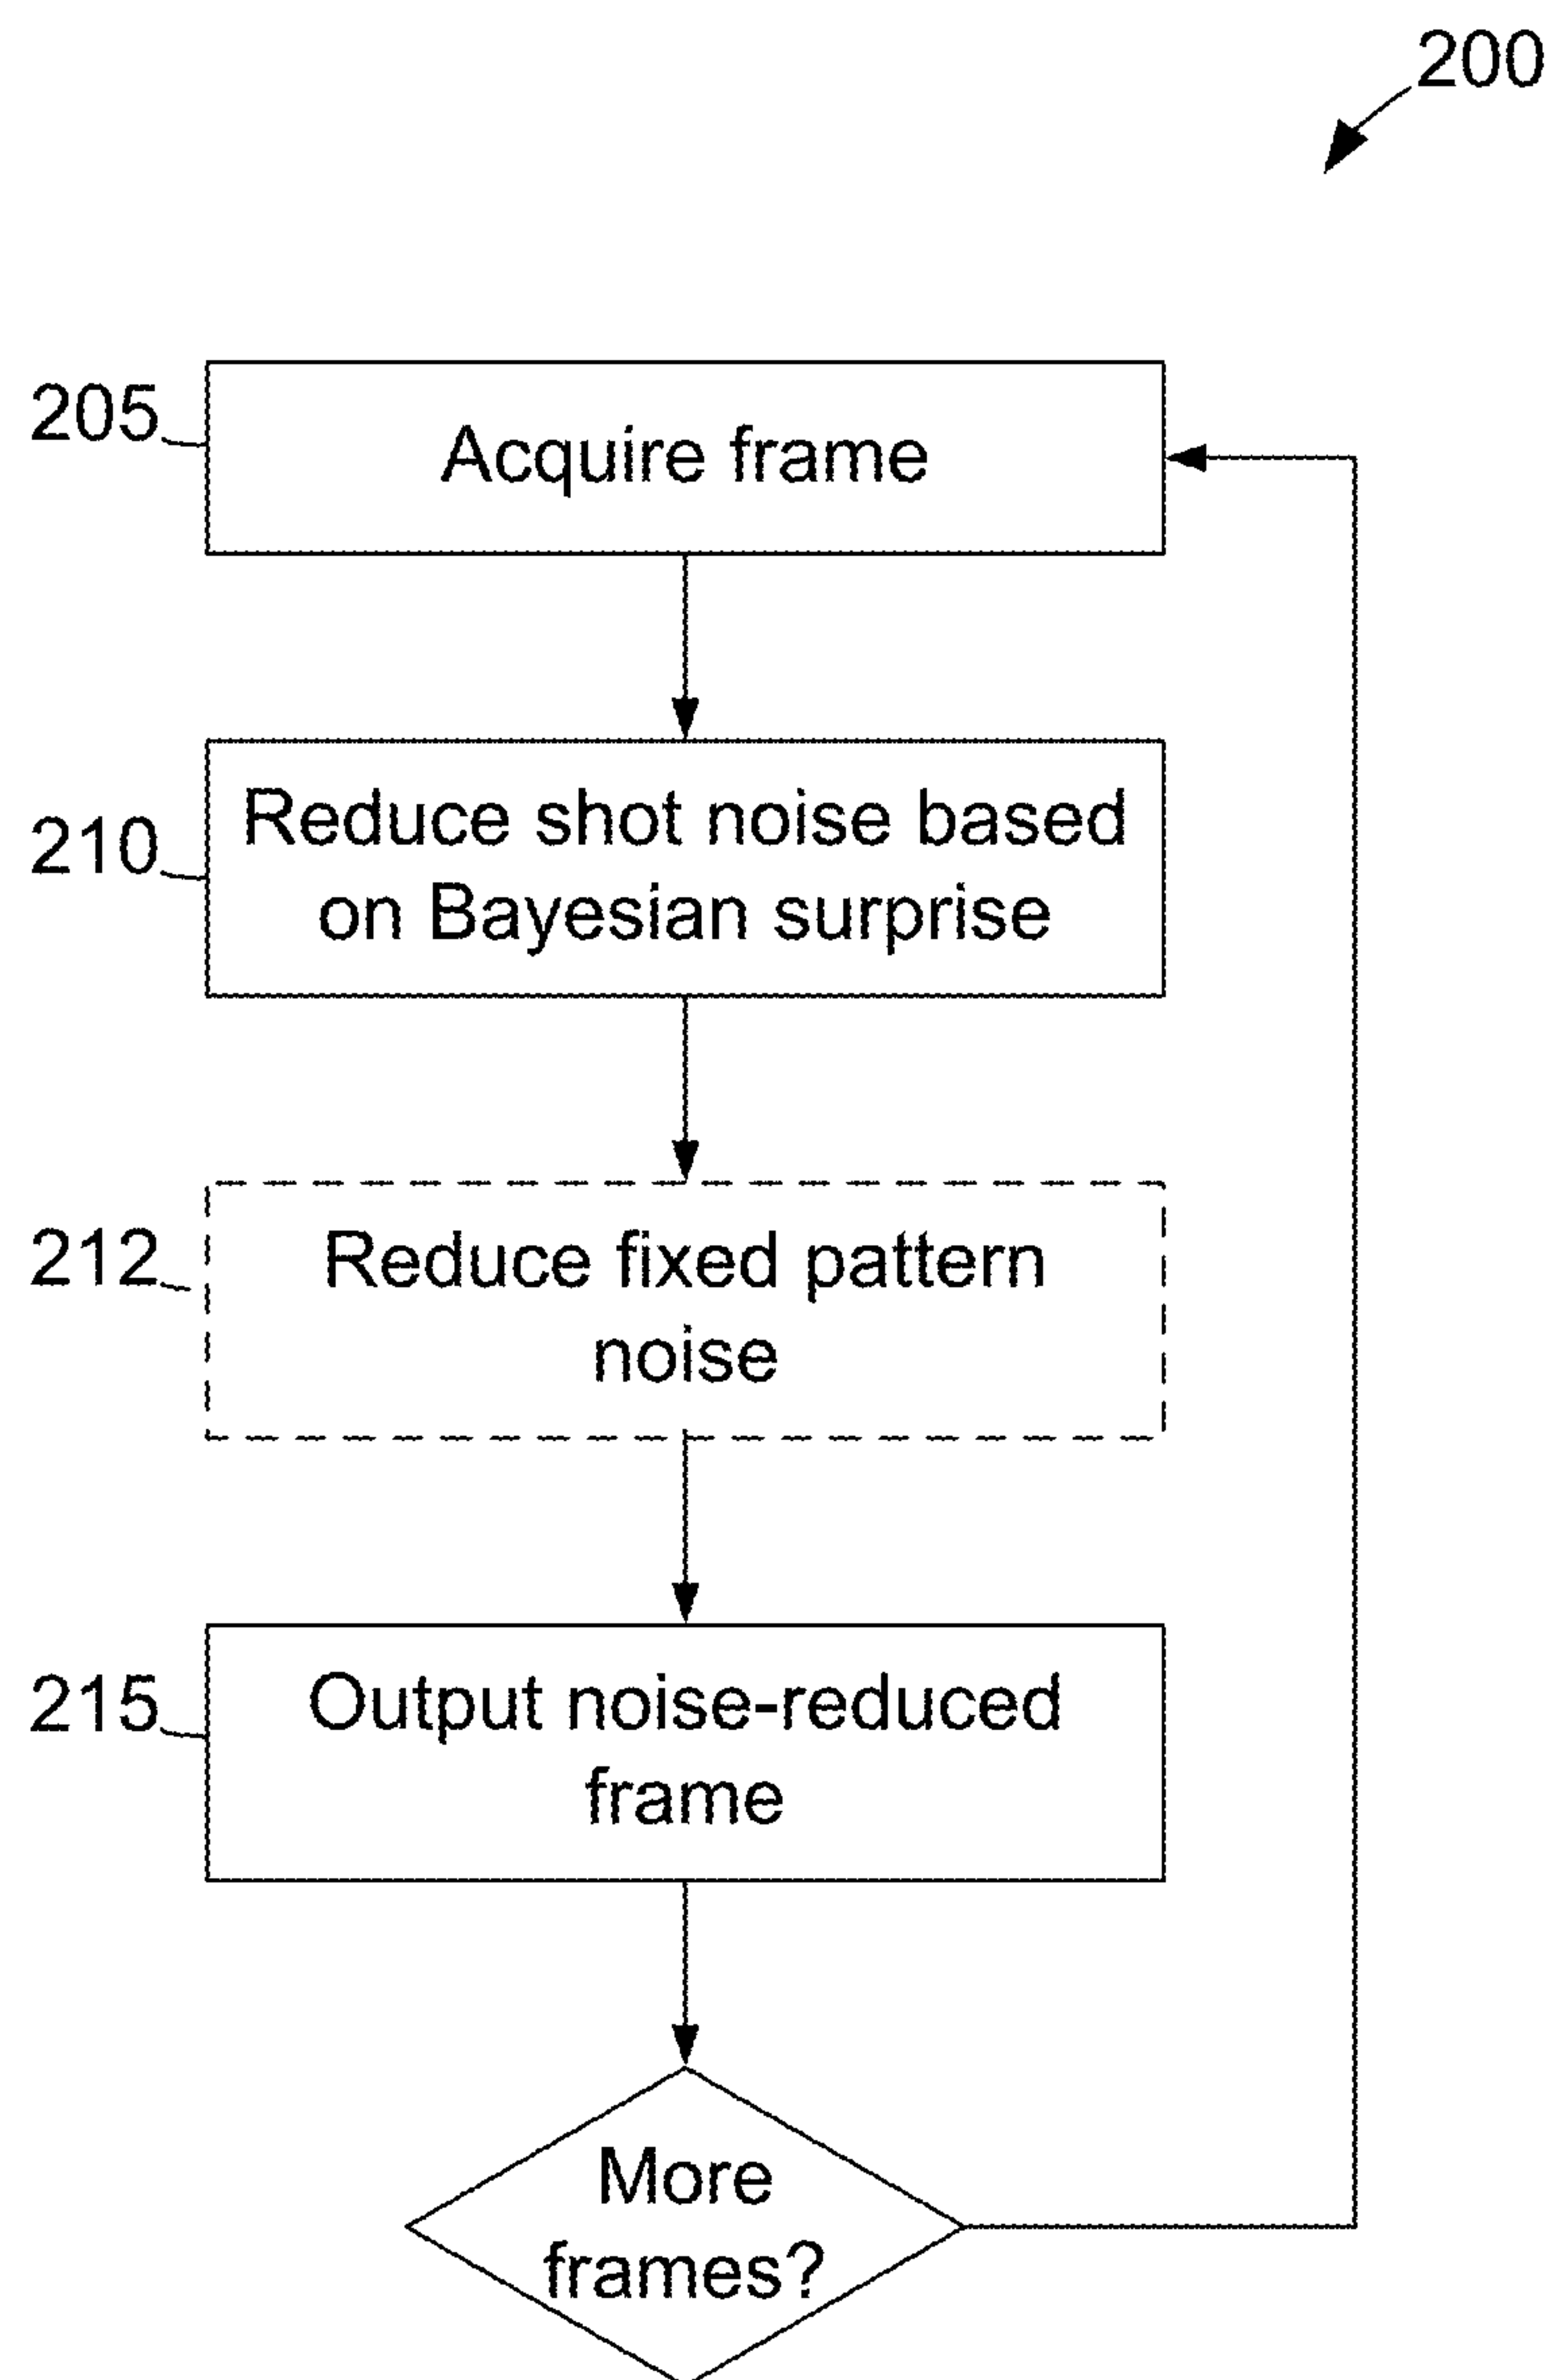 200
205
Acquire frame
210
Reduce shot noise based
on Bayesian surprise
212
Reduce fixed pattern
noise
215
Output noise-reduced
frame
More
frames?